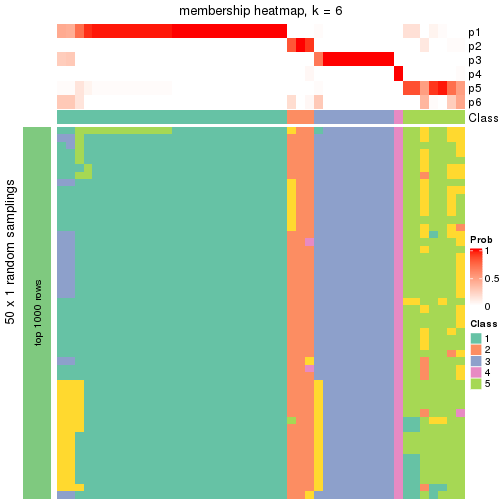 membership heatmap, k = 6
p1
p2
p3
p4
p5
p6
Class
50 x 1 random samplings
top 1000 rows
Prob
1
0.5
0
Class
1
2
3
4
5